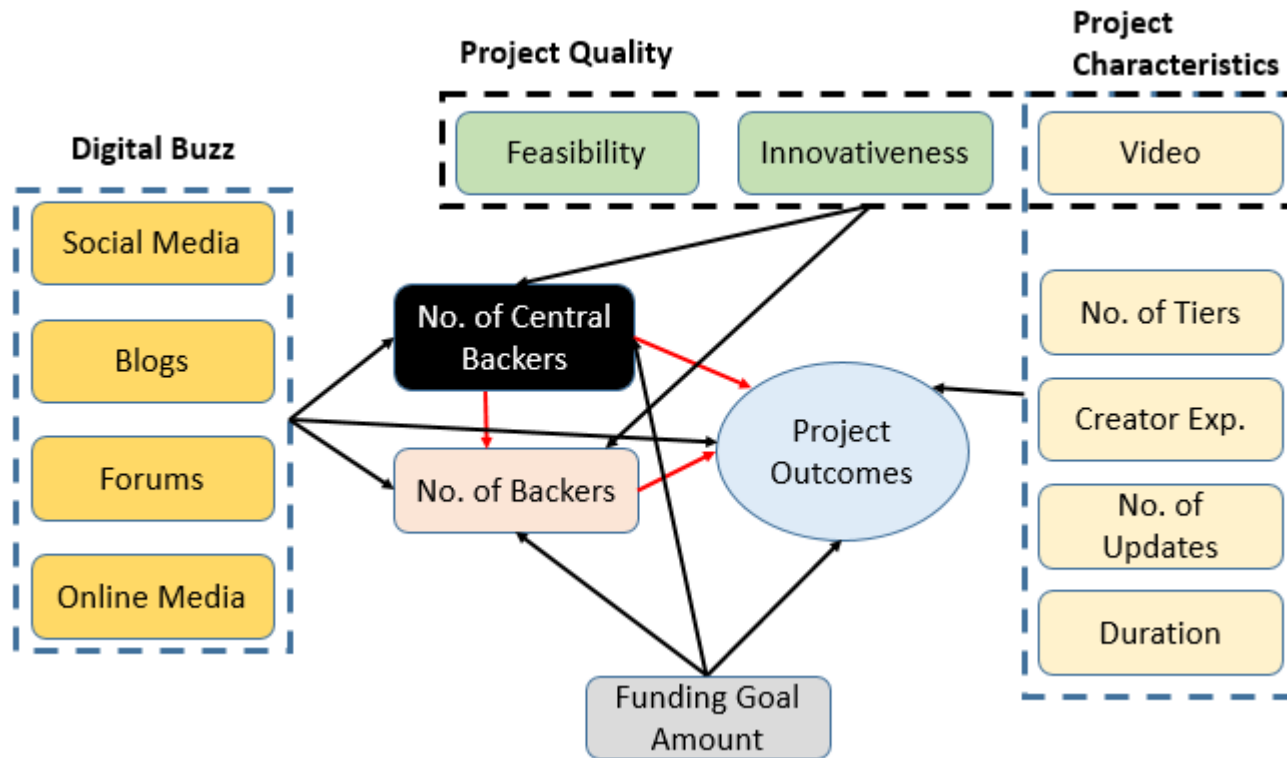 Project Quality
Project
Characteristics
Feasibility
Innovativeness
Video
Digital Buzz
Social Media
Blogs
Forums
Online Media
No. of Central
Backers
No. of Backers
Project
Outcomes
No. of Tiers
Creator Exp.
No. of
Updates
Duration
Funding Goal
Amount